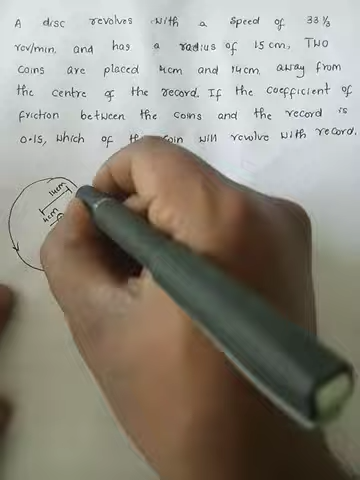 A disc revolves with a speed of 33 1/3
rev/min, and has a radius of 15 cm, Two
coins are placed 4cm and 14cm, away from
the centre of the record. If the coefficient of
friction between the coins and the record is
0.15, which of the coin will revolve with record.
14cm
4cm